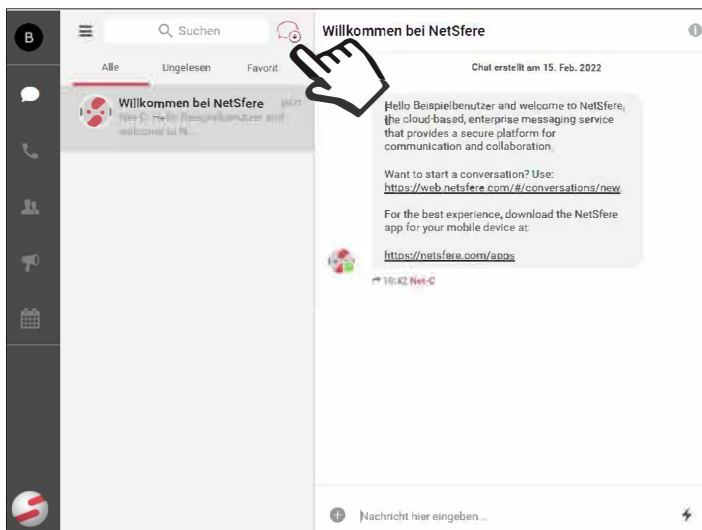 B
Suchen
Willkommen bei NetSfere
Alle
Ungelesen
Favorit
Chat erstellt am 15. Feb. 2022
Willkommen bei NetSfere
jetzt
Hello Beispielbenutzer and welcome to NetSfere,
the cloud-based, enterprise messaging service
that provides a secure platform for
communication and collaboration.
Want to start a conversation? Use:
https://web.netsfere.com/#/conversations/new
For the best experience, download the NetSfere
app for your mobile device at:
https://netsfere.com/apps
10:42 Net-C
Nachricht hier eingeben...